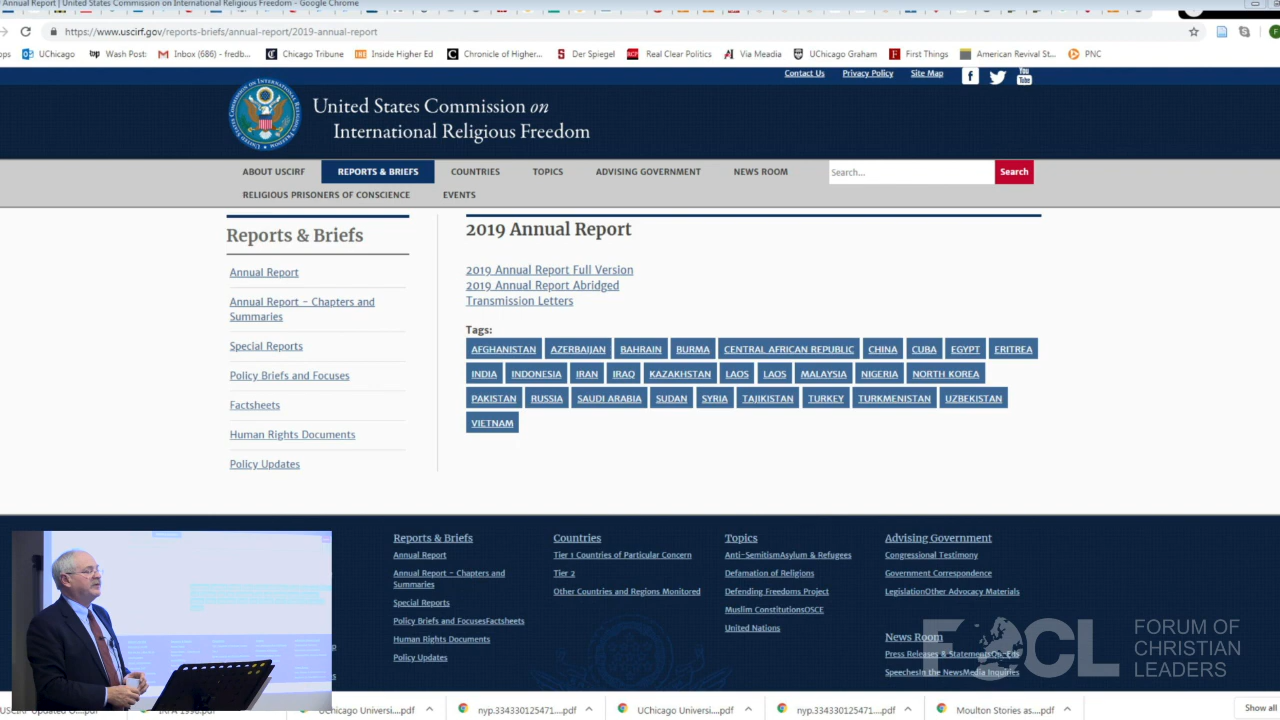 Annual Report | United States Commission on International Religious Freedom - Google Chrome
https://www.uscirf.gov/reports-briefs/annual-report/2019-annual-report
UChicago Wash Post: Inbox (686) - fredb... Chicago Tribune Inside Higher Ed Chronicle of Higher... Der Spiegel Real Clear Politics Via Meadia UChicago Graham First Things American Revival St... PNC
Contact Us Privacy Policy Site Map
United States Commission on
International Religious Freedom
ABOUT USCIRF REPORTS & BRIEFS COUNTRIES TOPICS ADVISING GOVERNMENT NEWS ROOM Search... Search
RELIGIOUS PRISONERS OF CONSCIENCE EVENTS
Reports & Briefs
Annual Report
Annual Report – Chapters and
Summaries
Special Reports
Policy Briefs and Focuses
Factsheets
Human Rights Documents
Policy Updates
2019 Annual Report
2019 Annual Report Full Version
2019 Annual Report Abridged
Transmission Letters
Tags:
AFGHANISTAN AZERBAIJAN BAHRAIN BURMA CENTRAL AFRICAN REPUBLIC CHINA CUBA EGYPT ERITREA
INDIA INDONESIA IRAN IRAQ KAZAKHSTAN LAOS LAOS MALAYSIA NIGERIA NORTH KOREA
PAKISTAN RUSSIA SAUDI ARABIA SUDAN SYRIA TAJIKISTAN TURKEY TURKMENISTAN UZBEKISTAN
VIETNAM
Reports & Briefs
Annual Report
Annual Report – Chapters and
Summaries
Special Reports
Policy Briefs and FocusesFactsheets
Human Rights Documents
Policy Updates
Countries
Tier 1 Countries of Particular Concern
Tier 2
Other Countries and Regions Monitored
Topics
Anti-SemitismAsylum & Refugees
Defamation of Religions
Defending Freedoms Project
Muslim ConstitutionsOSCE
United Nations
Advising Government
Congressional Testimony
Government Correspondence
LegislationOther Advocacy Materials
News Room
Press Releases & StatementsOp-Eds
SpeechesIn the NewsMedia Inquiries
FOCL
FORUM OF
CHRISTIAN
LEADERS
UChicago Universi....pdf nyp.334330125471....pdf UChicago Universi....pdf nyp.334330125471....pdf Moulton Stories as....pdf Show all